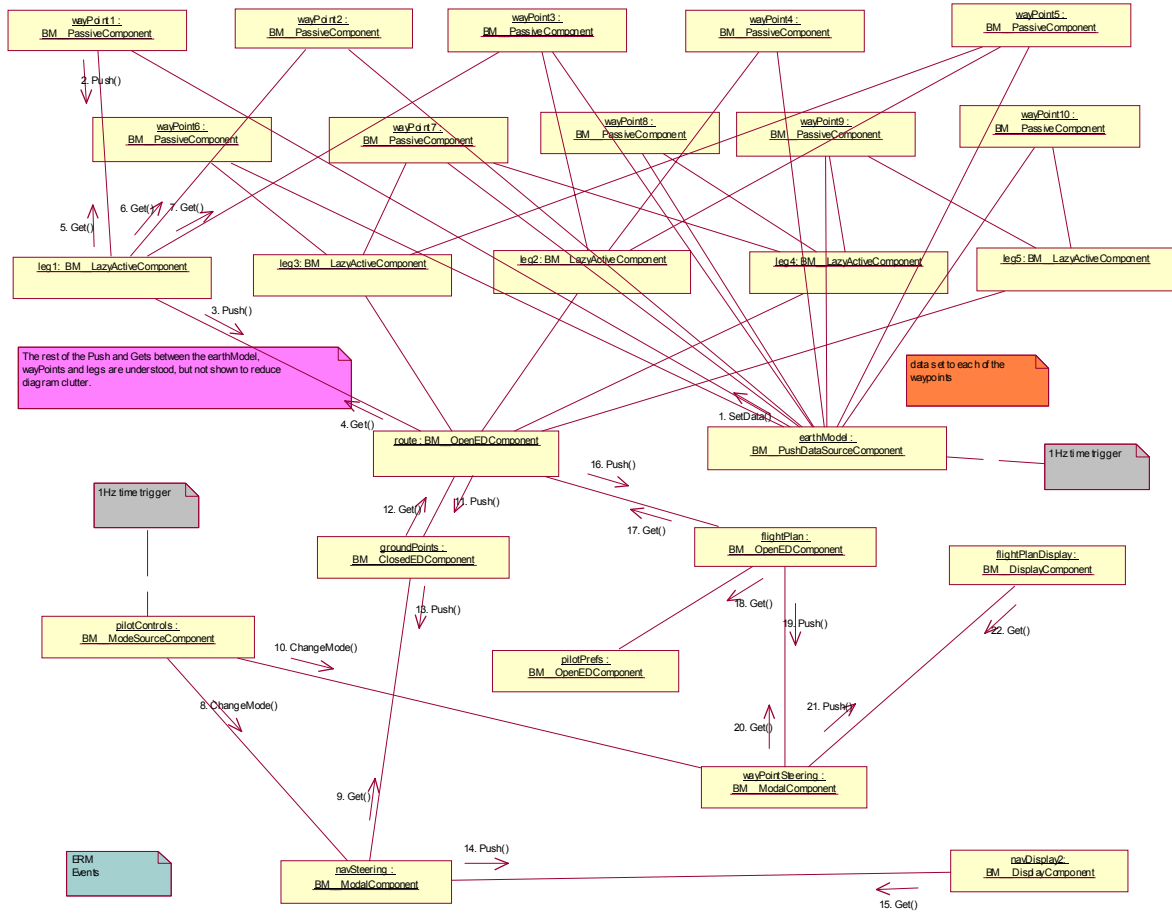 wayPoint1 :
BM__PassiveComponent
wayPoint2 :
BM__PassiveComponent
wayPoint3 :
BM__PassiveComponent
wayPoint4 :
BM__PassiveComponent
wayPoint5 :
BM__PassiveComponent
2. Push()
wayPoint6 :
BM__PassiveComponent
wayPoint7 :
BM__PassiveComponent
wayPoint8 :
BM__PassiveComponent
wayPoint9 :
BM__PassiveComponent
wayPoint10 :
BM__PassiveComponent
5. Get()
6. Get()
7. Get()
leg1: BM__LazyActiveComponent
leg3: BM__LazyActiveComponent
leg2: BM__LazyActiveComponent
leg4: BM__LazyActiveComponent
leg5: BM__LazyActiveComponent
3. Push()
The rest of the Push and Gets between the earthModel,
wayPoints and legs are understood, but not shown to reduce
diagram clutter.
data set to each of the
waypoints
4. Get()
1. SetData()
route : BM__OpenEDComponent
earthModel :
BM__PushDataSourceComponent
1Hz time trigger
1Hz time trigger
16. Push()
11. Push()
12. Get()
17. Get()
groundPoints :
BM__ClosedEDComponent
flightPlan :
BM__OpenEDComponent
flightPlanDisplay :
BM__DisplayComponent
13. Push()
18. Get()
19. Push()
22. Get()
pilotControls :
BM__ModeSourceComponent
10. ChangeMode()
pilotPrefs :
BM__OpenEDComponent
8. ChangeMode()
20. Get()
21. Push()
wayPointSteering :
BM__ModalComponent
9. Get()
ERM
Events
14. Push()
navSteering :
BM__ModalComponent
navDisplay2:
BM__DisplayComponent
15. Get()